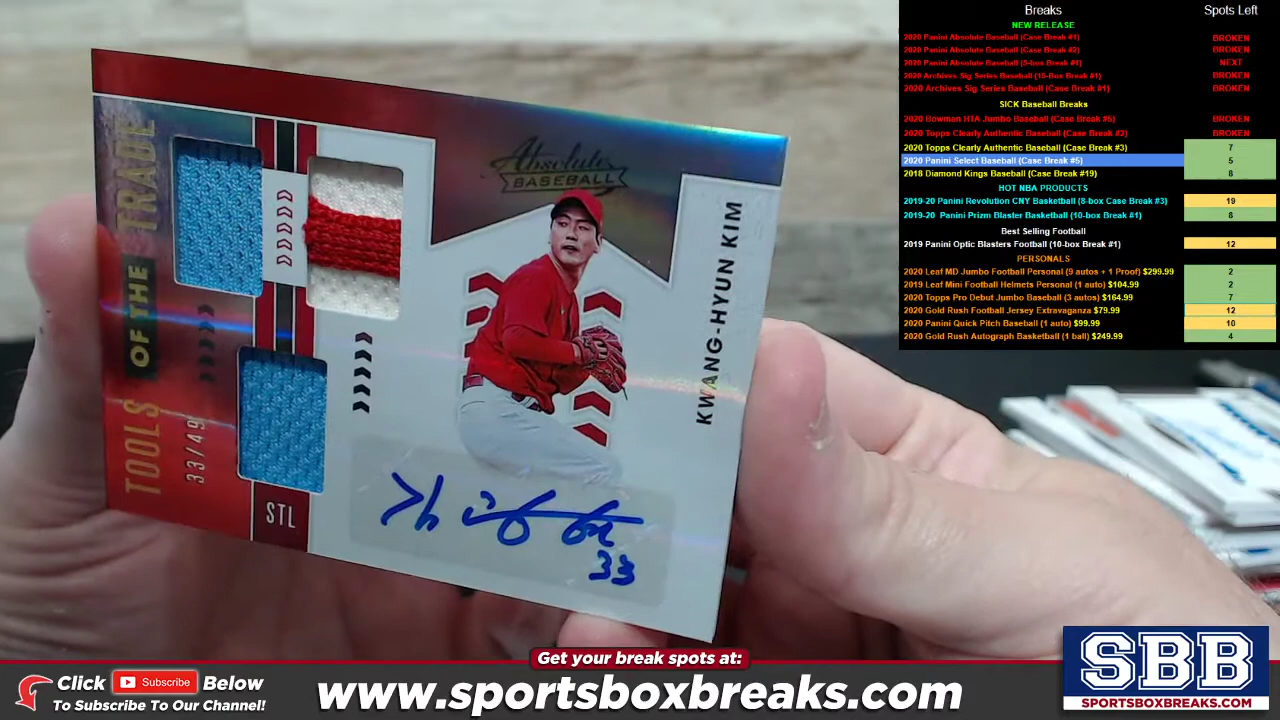 Breaks Spots Left
NEW RELEASE
2020 Panini Absolute Baseball (Case Break #1) BROKEN
2020 Panini Absolute Baseball (Case Break #2) BROKEN
2020 Panini Absolute Baseball (5-box Break #1) NEXT
2020 Archives Sig Series Baseball (10-Box Break #1) BROKEN
2020 Archives Sig Series Baseball (Case Break #1) BROKEN
SICK Baseball Breaks
2020 Bowman HTA Jumbo Baseball (Case Break #5) BROKEN
2020 Topps Clearly Authentic Baseball (Case Break #2) BROKEN
2020 Topps Clearly Authentic Baseball (Case Break #3) 7
2020 Panini Select Baseball (Case Break #5) 5
2018 Diamond Kings Baseball (Case Break #19) 8
HOT NBA PRODUCTS
2019-20 Panini Revolution CNY Basketball (8-box Case Break #3) 19
2019-20 Panini Prizm Blaster Basketball (10-box Break #1) 8
Best Selling Football
2019 Panini Optic Blasters Football (10-box Break #1) 12
PERSONALS
2020 Leaf MD Jumbo Football Personal (9 autos + 1 Proof) $299.99 2
2019 Leaf Mini Football Helmets Personal (1 auto) $104.99 2
2020 Topps Pro Debut Jumbo Baseball (3 autos) $164.99 7
2020 Gold Rush Football Jersey Extravaganza $79.99 12
2020 Panini Quick Pitch Baseball (1 auto) $99.99 10
2020 Gold Rush Autograph Basketball (1 ball) $249.99 4
TOOLS OF THE TRADE
33/49
STL
Absolute
BASEBALL
KWANG-HYUN KIM
33
Get your break spots at:
Click Subscribe Below
To Subscribe To Our Channel!
www.sportsboxbreaks.com
SBB
SPORTSBOXBREAKS.COM